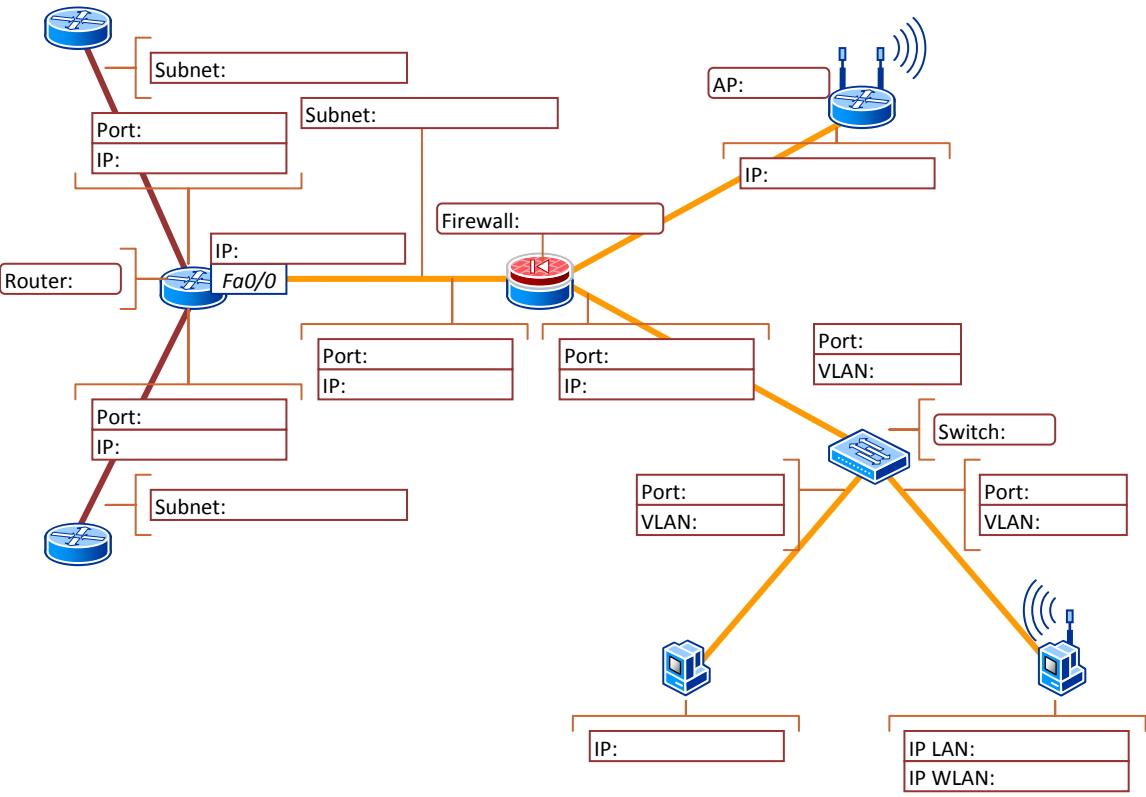 Subnet:
AP:
Subnet:
Port:
IP:
IP:
Firewall:
IP:
Router:
Fa0/0
Port:
IP:
Port:
IP:
Port:
VLAN:
Port:
IP:
Switch:
Subnet:
Port:
VLAN:
Port:
VLAN:
IP:
IP LAN:
IP WLAN: